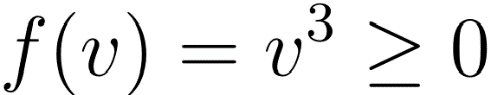 f(v) = v³ ≥ 0